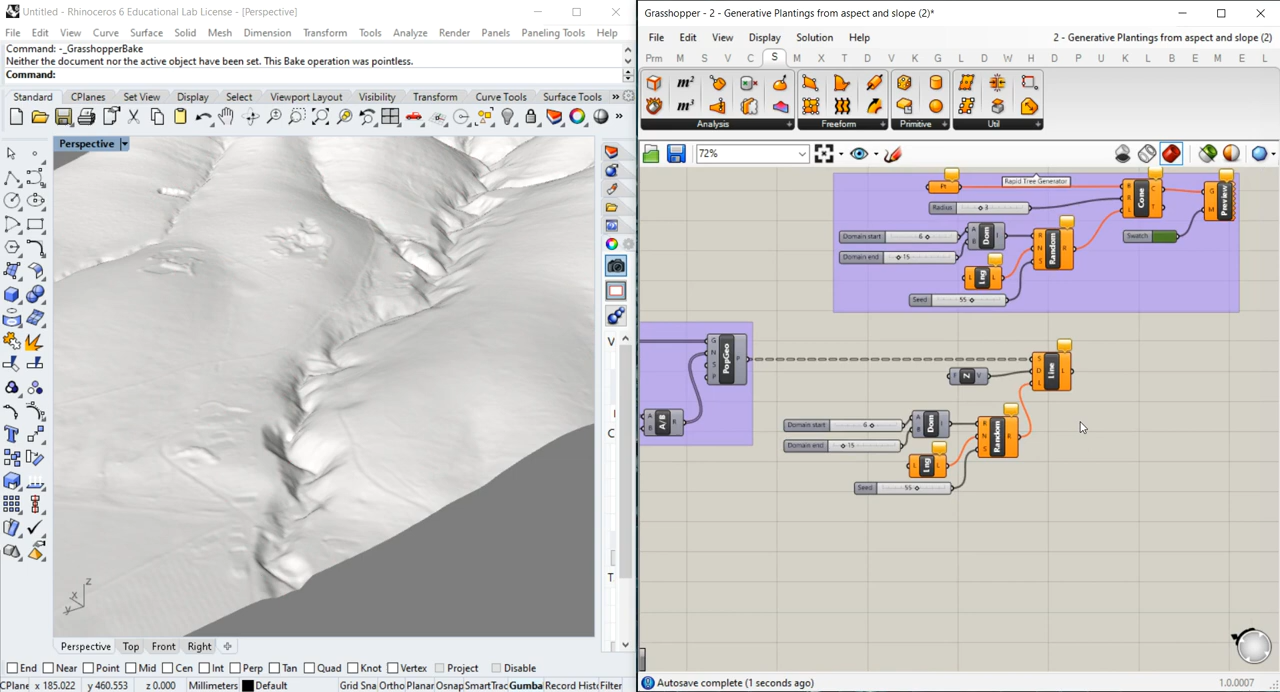 Untitled - Rhinoceros 6 Educational Lab License - [Perspective]
File Edit View Curve Surface Solid Mesh Dimension Transform Tools Analyze Render Panels Paneling Tools Help
Command: -_GrasshopperBake
Neither the document nor the active object have been set. This Bake operation was pointless.
Command:
Standard CPlanes Set View Display Select Viewport Layout Visibility Transform Curve Tools Surface Tools »
Perspective
V
I
C
T
z
x
y
Perspective Top Front Right
End Near Point Mid Cen Int Perp Tan Quad Knot Vertex Project Disable
CPlane x 185.022 y 460.553 z 0.000 Millimeters Default Grid Sna Ortho Planar Osnap SmartTrac Gumba Record Histo Filter
Grasshopper - 2 - Generative Plantings from aspect and slope (2)*
File Edit View Display Solution Help 2 - Generative Plantings from aspect and slope (2)
Prm M S V C S M X T D V K G L D W H D P U R K L B E M E L
m²
m³
Analysis + Freeform + Primitive + Util +
72%
Pt Rapid Tree Generator
Radius 8
Cone
Preview
Domain start 6
Domain end 15
Dom
Random
Swatch
Lng
Seed 55
PopGeo
Line
F Z V
A/B
Domain start 6
Domain end 15
Dom
Random
Lng
Seed 55
Autosave complete (1 seconds ago) 1.0.0007